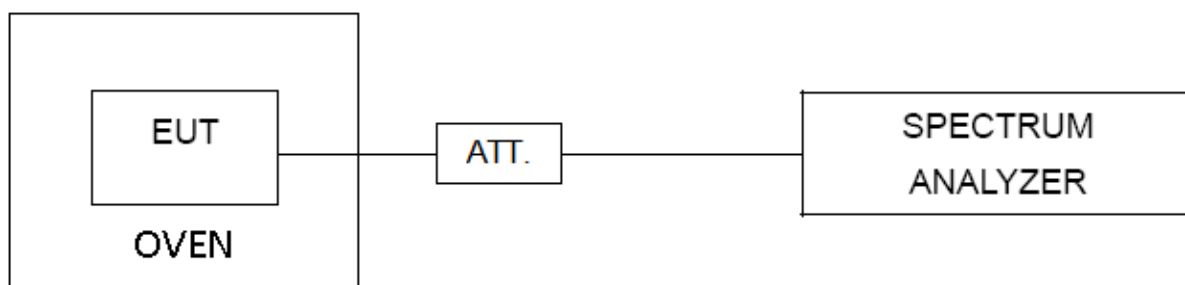 EUT
OVEN
ATT.
SPECTRUM
ANALYZER